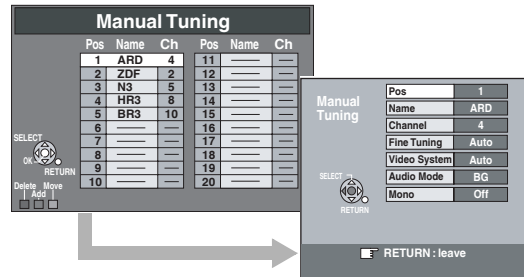 Manual Tuning
Pos Name Ch Pos Name Ch
1 ARD 4 11 —— —
2 ZDF 2 12 —— —
3 N3 5 13 —— —
4 HR3 8 14 —— —
5 BR3 10 15 —— —
6 —— — 16 —— —
7 —— — 17 —— —
8 —— — 18 —— —
9 —— — 19 —— —
10 —— — 20 —— —
SELECT
OK
RETURN
Delete Move
Add
Manual
Tuning
Pos 1
Name ARD
Channel 4
Fine Tuning Auto
Video System Auto
Audio Mode BG
Mono Off
SELECT
RETURN
RETURN : leave